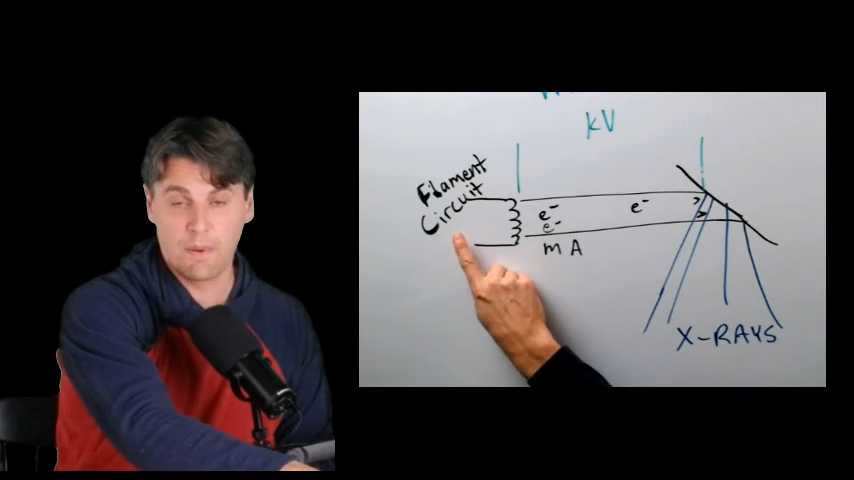 kV
Filament
Circuit
e⁻
e⁻
e⁻
mA
X-RAYS